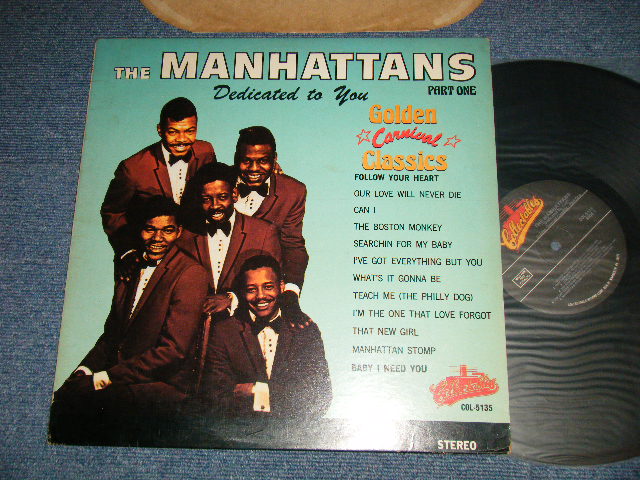 THE MANHATTANS
Dedicated to You
PART ONE
Golden
Carnival
Classics
FOLLOW YOUR HEART
OUR LOVE WILL NEVER DIE
CAN I
THE BOSTON MONKEY
SEARCHIN FOR MY BABY
I'VE GOT EVERYTHING BUT YOU
WHAT'S IT GONNA BE
TEACH ME (THE PHILLY DOG)
I'M THE ONE THAT LOVE FORGOT
THAT NEW GIRL
MANHATTAN STOMP
BABY I NEED YOU
Collectables
COL-5135
STEREO
Collectables